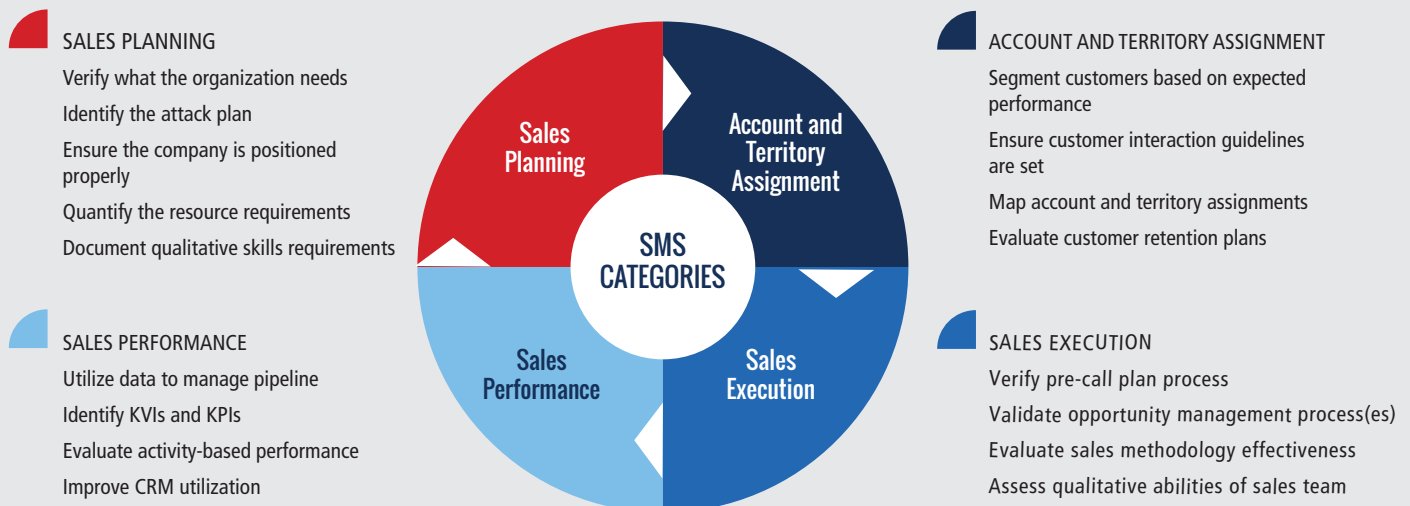 SALES PLANNING
Verify what the organization needs
Identify the attack plan
Ensure the company is positioned
properly
Quantify the resource requirements
Document qualitative skills requirements
SALES PERFORMANCE
Utilize data to manage pipeline
Identify KVIs and KPIs
Evaluate activity-based performance
Improve CRM utilization
Sales
Planning
Account and
Territory
Assignment
SMS
CATEGORIES
Sales
Performance
Sales
Execution
ACCOUNT AND TERRITORY ASSIGNMENT
Segment customers based on expected
performance
Ensure customer interaction guidelines
are set
Map account and territory assignments
Evaluate customer retention plans
SALES EXECUTION
Verify pre-call plan process
Validate opportunity management process(es)
Evaluate sales methodology effectiveness
Assess qualitative abilities of sales team